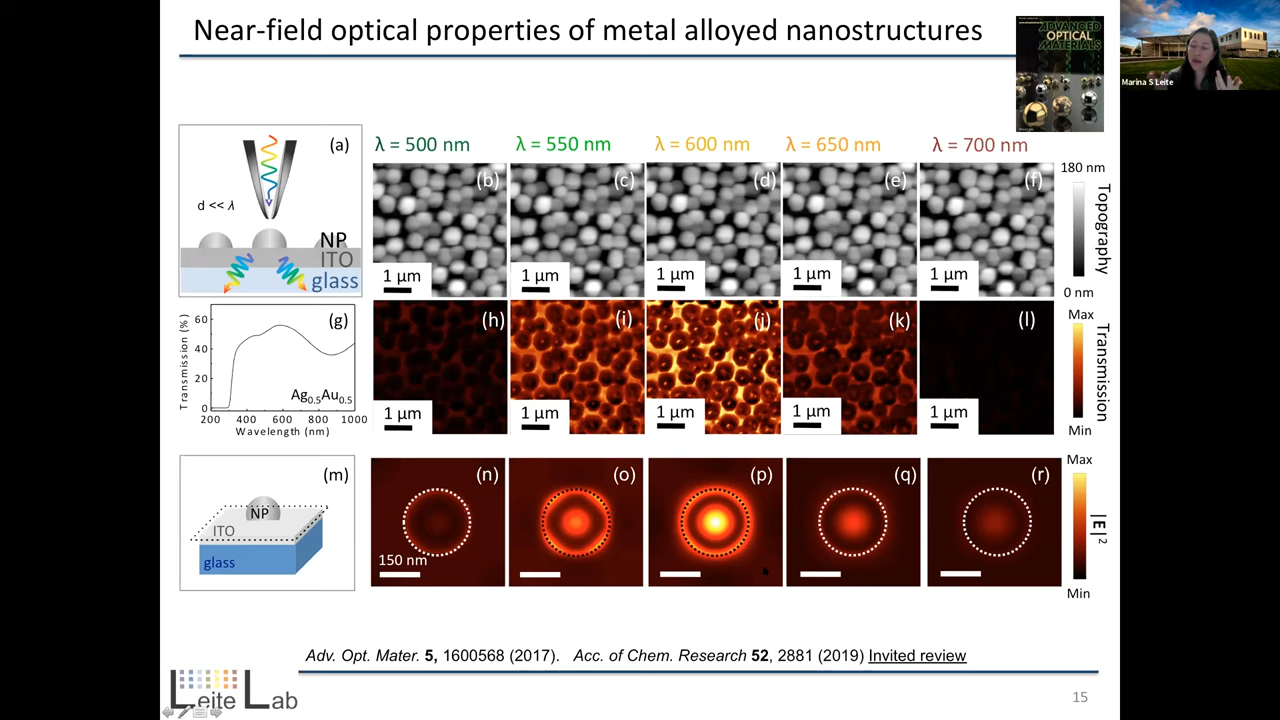 Near-field optical properties of metal alloyed nanostructures
ADVANCED
OPTICAL
MATERIALS
Marina S Leite
(a)
d << λ
NP
ITO
glass
λ = 500 nm
λ = 550 nm
λ = 600 nm
λ = 650 nm
λ = 700 nm
(b)
(c)
(d)
(e)
(f)
1 µm
1 µm
1 µm
1 µm
1 µm
180 nm
Topography
0 nm
(g)
Transmission (%)
60
40
20
0
Ag0.5Au0.5
200 400 600 800 1000
Wavelength (nm)
(h)
(i)
(j)
(k)
(l)
1 µm
1 µm
1 µm
1 µm
1 µm
Max
Transmission
Min
(m)
NP
ITO
glass
(n)
(o)
(p)
(q)
(r)
150 nm
Max
|E|²
Min
Adv. Opt. Mater. 5, 1600568 (2017). Acc. of Chem. Research 52, 2881 (2019) Invited review
Leite Lab
15